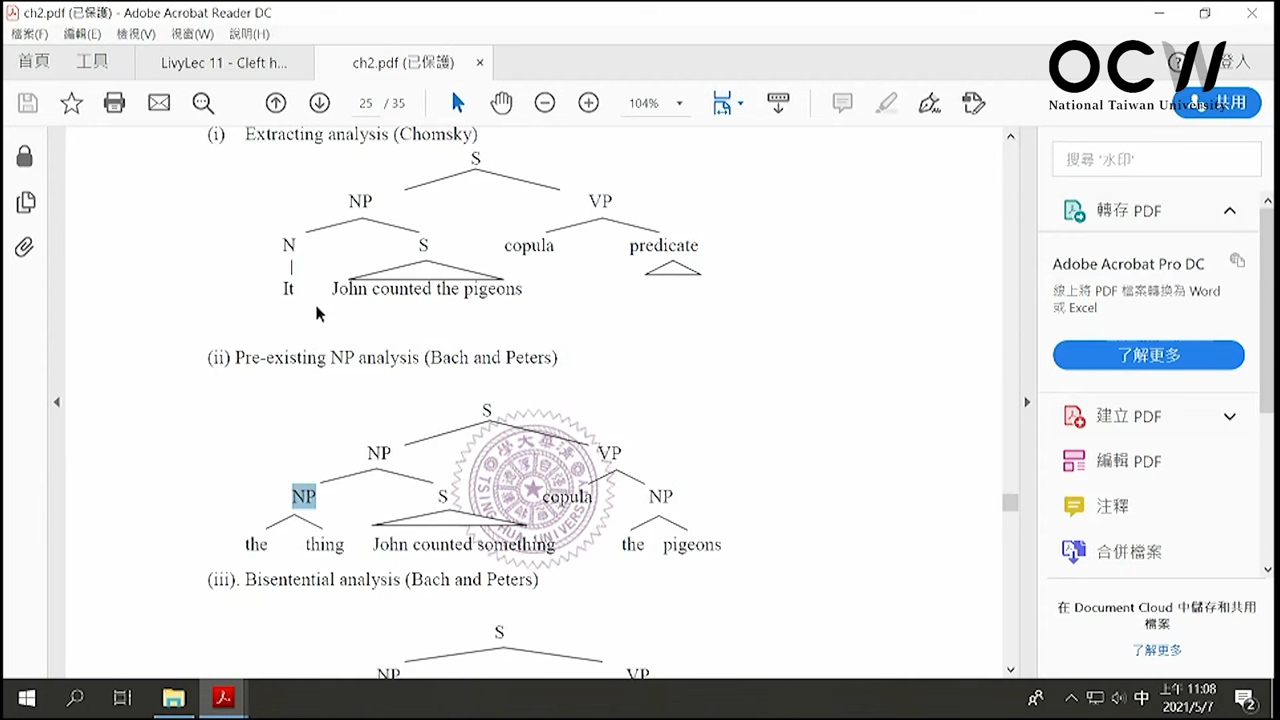 ch2.pdf (已保護) - Adobe Acrobat Reader DC
檔案(F) 編輯(E) 檢視(V) 視窗(W) 說明(H)
首頁 工具 LivyLec 11 - Cleft h... ch2.pdf (已保護) × 登入
OCW
National Taiwan University
25 / 35 104% 共用
(i) Extracting analysis (Chomsky)
S
NP VP
N S copula predicate
It John counted the pigeons
(ii) Pre-existing NP analysis (Bach and Peters)
S
NP VP
NP S copula NP
the thing John counted something the pigeons
(iii). Bisentential analysis (Bach and Peters)
S
NP VP
搜尋 '水印'
轉存 PDF
Adobe Acrobat Pro DC
線上將 PDF 檔案轉換為 Word
或 Excel
了解更多
建立 PDF
編輯 PDF
注釋
合併檔案
在 Document Cloud 中儲存和共用
檔案
了解更多
中 上午 11:08
2021/5/7
2